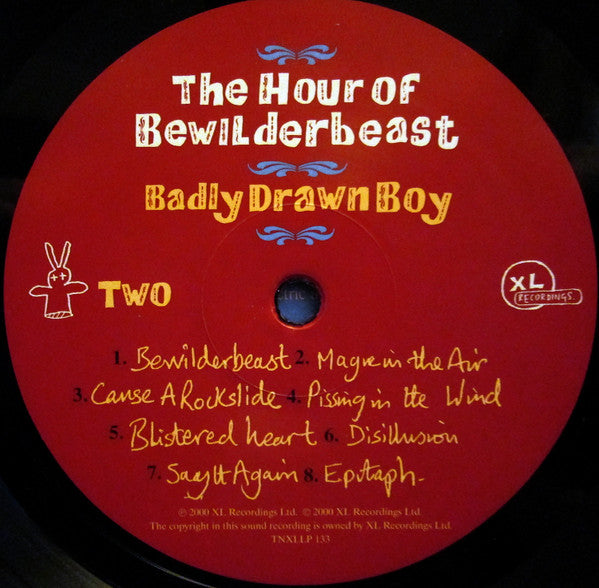 The Hour of
Bewilderbeast
Badly Drawn Boy
Two
XL
RECORDINGS.
1. Bewilderbeast 2. Magic in the Air
3. Cause A Rockslide 4. Pissing in the Wind
5. Blistered heart 6. Disillusion
7. Say It Again 8. Epitaph.
℗ 2000 XL Recordings Ltd. © 2000 XL Recordings Ltd.
The copyright in this sound recording is owned by XL Recordings Ltd.
TNXLLP 133